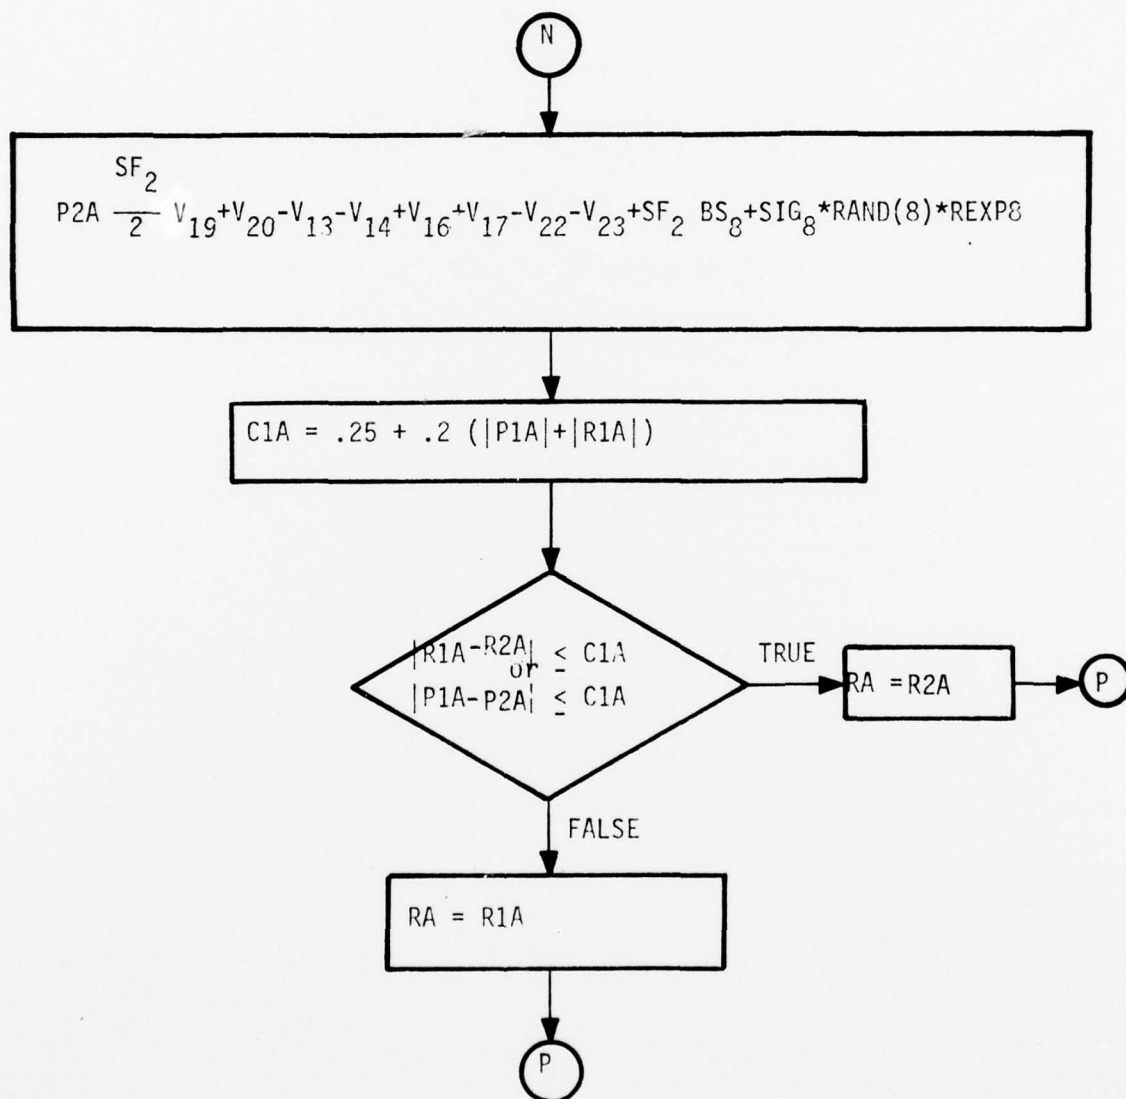 N
SF₂
P2A ― V₁₉+V₂₀-V₁₃-V₁₄+V₁₆+V₁₇-V₂₂-V₂₃+SF₂ BS₈+SIG₈*RAND(8)*REXP8
2
C1A = .25 + .2 (|P1A|+|R1A|)
|R1A-R2A| ≤ C1A
or
|P1A-P2A| ≤ C1A
TRUE
RA =R2A
P
FALSE
RA = R1A
P